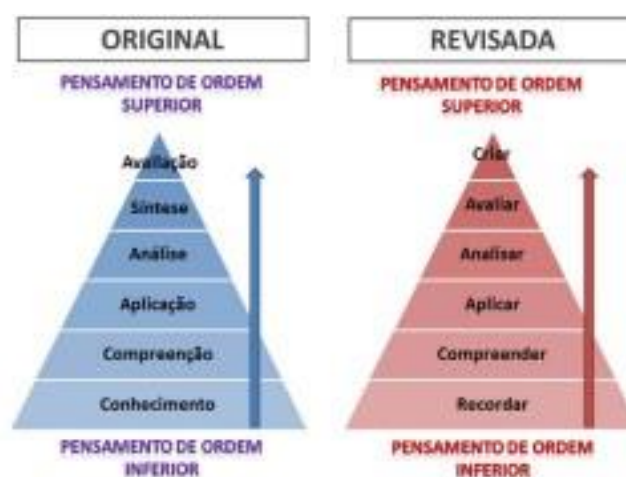 ORIGINAL
PENSAMENTO DE ORDEM
SUPERIOR
Avaliação
Síntese
Análise
Aplicação
Compreenção
Conhecimento
PENSAMENTO DE ORDEM
INFERIOR
REVISADA
PENSAMENTO DE ORDEM
SUPERIOR
Criar
Avaliar
Analisar
Aplicar
Compreender
Recordar
PENSAMENTO DE ORDEM
INFERIOR